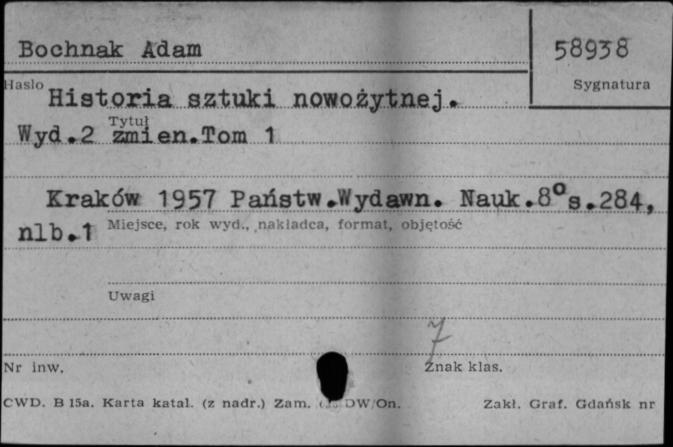 Bochnak Adam
58938
Hasło
Sygnatura
Historia sztuki nowożytnej.
Tytuł
Wyd.2 zmien.Tom 1
Kraków 1957 Państw.Wydawn. Nauk.8° s.284,
nlb.1 Miejsce, rok wyd., nakładca, format, objętość
Uwagi
7
Nr inw.
Znak klas.
CWD. B 15a. Karta katal. (z nadr.) Zam. DW/On.
Zakł. Graf. Gdańsk nr